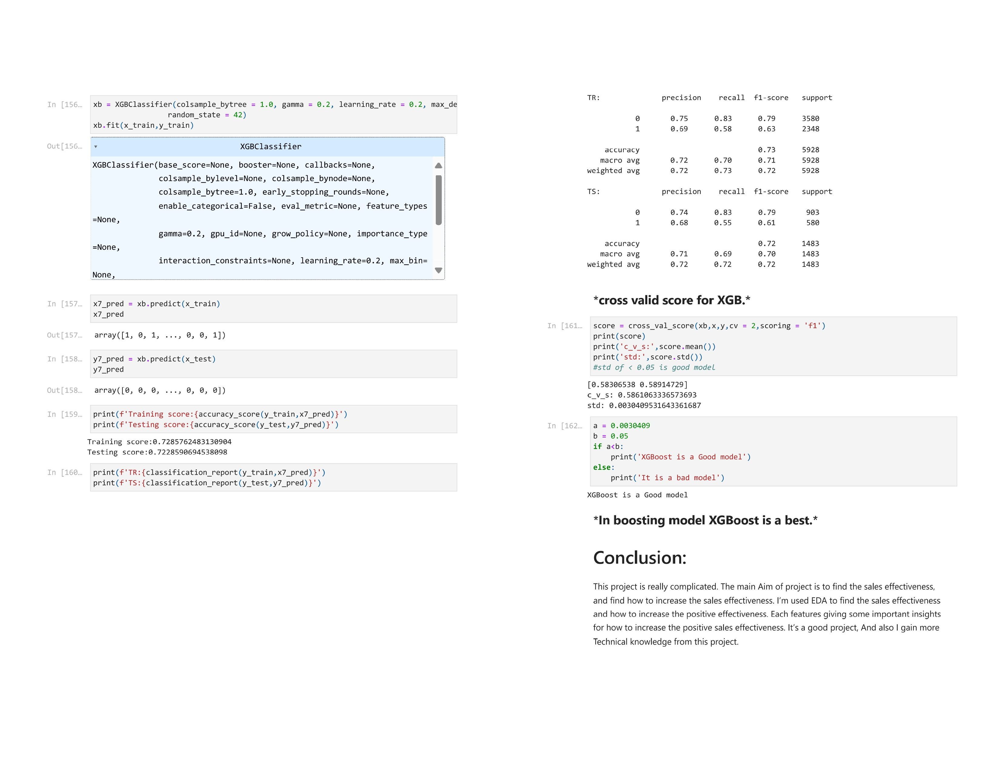 In [156…
xb = XGBClassifier(colsample_bytree = 1.0, gamma = 0.2, learning_rate = 0.2, max_de
                 random_state = 42)
xb.fit(x_train,y_train)
Out[156…
▾ XGBClassifier
XGBClassifier(base_score=None, booster=None, callbacks=None,
              colsample_bylevel=None, colsample_bynode=None,
              colsample_bytree=1.0, early_stopping_rounds=None,
              enable_categorical=False, eval_metric=None, feature_types
=None,
              gamma=0.2, gpu_id=None, grow_policy=None, importance_type
=None,
              interaction_constraints=None, learning_rate=0.2, max_bin=
None,
In [157…
x7_pred = xb.predict(x_train)
x7_pred
Out[157… array([1, 0, 1, ..., 0, 0, 1])
In [158…
y7_pred = xb.predict(x_test)
y7_pred
Out[158… array([0, 0, 0, ..., 0, 0, 0])
In [159…
print(f'Training score:{accuracy_score(y_train,x7_pred)}')
print(f'Testing score:{accuracy_score(y_test,y7_pred)}')
Training score:0.7285762483130904
Testing score:0.7228590694538098
In [160…
print(f'TR:{classification_report(y_train,x7_pred)}')
print(f'TS:{classification_report(y_test,y7_pred)}')
TR:              precision    recall  f1-score   support
           0       0.75      0.83      0.79      3580
           1       0.69      0.58      0.63      2348
    accuracy                           0.73      5928
   macro avg       0.72      0.70      0.71      5928
weighted avg       0.72      0.73      0.72      5928
TS:              precision    recall  f1-score   support
           0       0.74      0.83      0.79       903
           1       0.68      0.55      0.61       580
    accuracy                           0.72      1483
   macro avg       0.71      0.69      0.70      1483
weighted avg       0.72      0.72      0.72      1483
*cross valid score for XGB.*
In [161…
score = cross_val_score(xb,x,y,cv = 2,scoring = 'f1')
print(score)
print('c_v_s:',score.mean())
print('std:',score.std())
#std of < 0.05 is good model
[0.58306538 0.58914729]
c_v_s: 0.5861063336573693
std: 0.0030409531643361687
In [162…
a = 0.0030409
b = 0.05
if a<b:
    print('XGBoost is a Good model')
else:
    print('It is a bad model')
XGBoost is a Good model
*In boosting model XGBoost is a best.*
Conclusion:
This project is really complicated. The main Aim of project is to find the sales effectiveness,
and find how to increase the sales effectiveness. I’m used EDA to find the sales effectiveness
and how to increase the positive effectiveness. Each features giving some important insights
for how to increase the positive sales effectiveness. It’s a good project, And also I gain more
Technical knowledge from this project.